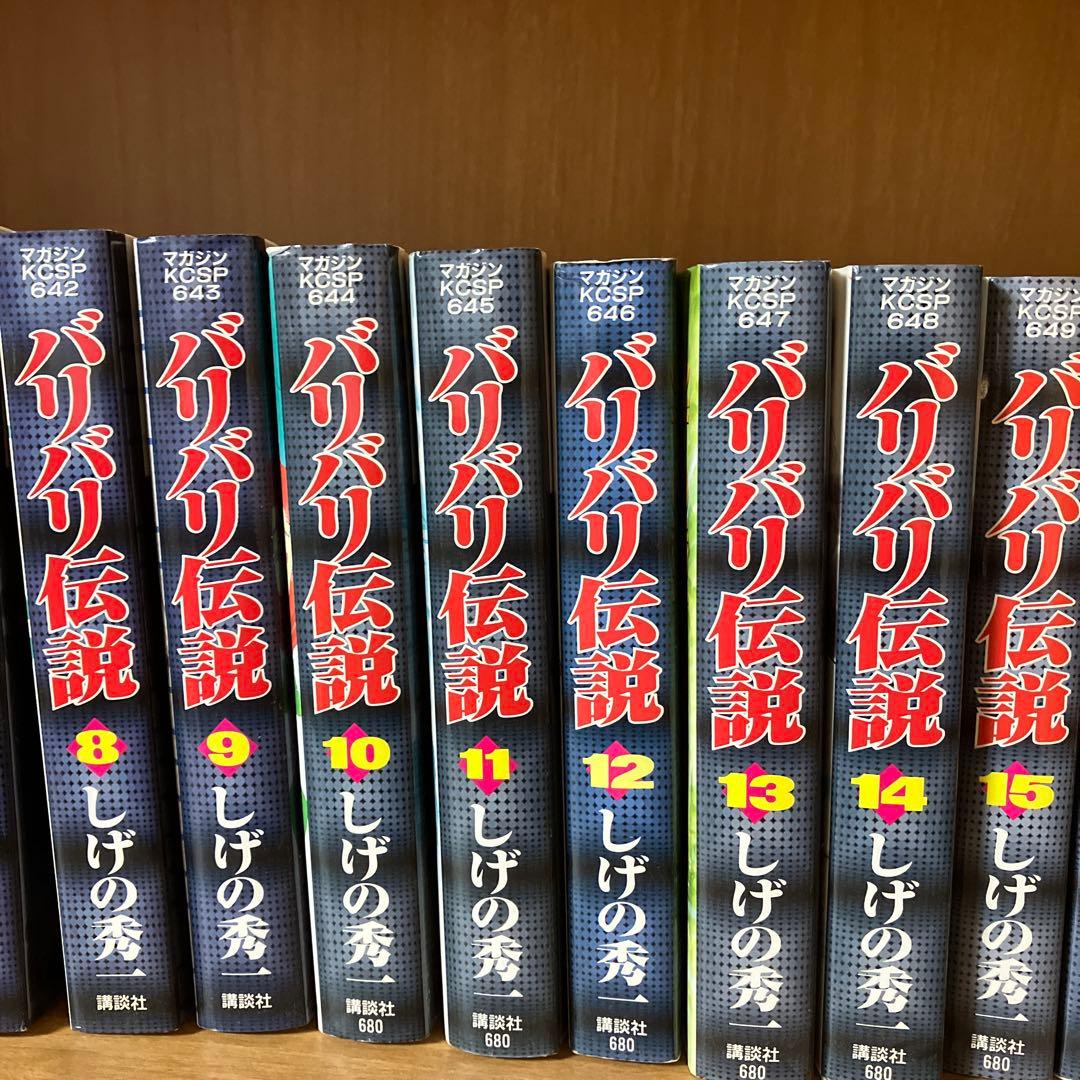 マガジン
KCSP
642
バリバリ伝説
8
しげの秀一
講談社
マガジン
KCSP
643
バリバリ伝説
9
しげの秀一
講談社
マガジン
KCSP
644
バリバリ伝説
10
しげの秀一
講談社
680
マガジン
KCSP
645
バリバリ伝説
11
しげの秀一
講談社
680
マガジン
KCSP
646
バリバリ伝説
12
しげの秀一
講談社
680
マガジン
KCSP
647
バリバリ伝説
13
しげの秀一
講談社
680
マガジン
KCSP
648
バリバリ伝説
14
しげの秀一
講談社
680
マガジン
KCSP
649
バリバリ伝説
15
しげの秀一
講談社
680